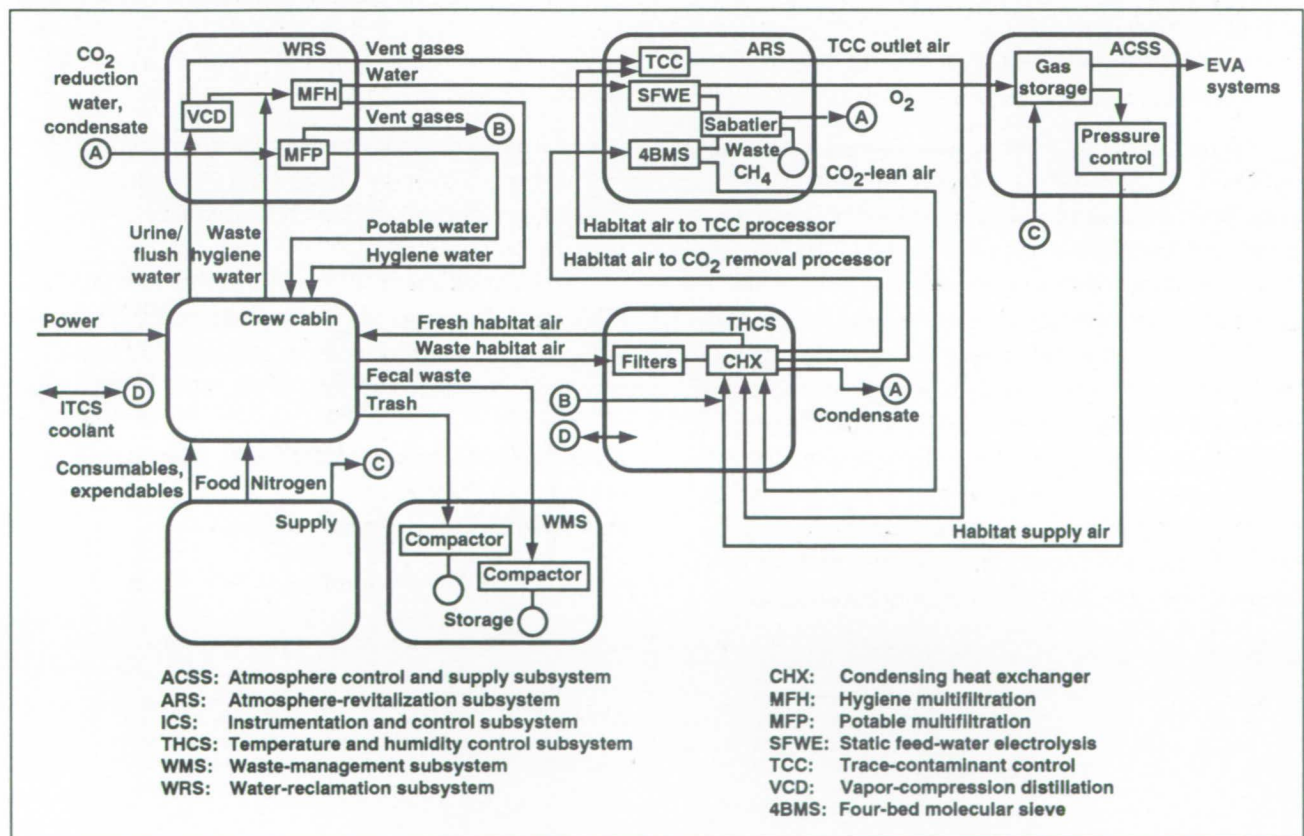 CO2
reduction
water,
condensate
A
WRS
VCD
MFH
MFP
Vent gases
Water
Vent gases
B
ARS
TCC
SFWE
Sabatier
4BMS
Waste
CH4
A
TCC outlet air
O2
CO2-lean air
ACSS
Gas
storage
Pressure
control
EVA
systems
C
Urine/
flush
water
Waste
hygiene
water
Potable water
Hygiene water
Habitat air to TCC processor
Habitat air to CO2 removal processor
Power
Crew cabin
D
ITCS
coolant
Fresh habitat air
Waste habitat air
Fecal waste
Trash
THCS
Filters
CHX
B
D
A
Condensate
Consumables,
expendables
Food
Nitrogen
C
Supply
WMS
Compactor
Compactor
Storage
Habitat supply air
ACSS: Atmosphere control and supply subsystem
ARS: Atmosphere-revitalization subsystem
ICS: Instrumentation and control subsystem
THCS: Temperature and humidity control subsystem
WMS: Waste-management subsystem
WRS: Water-reclamation subsystem
CHX: Condensing heat exchanger
MFH: Hygiene multifiltration
MFP: Potable multifiltration
SFWE: Static feed-water electrolysis
TCC: Trace-contaminant control
VCD: Vapor-compression distillation
4BMS: Four-bed molecular sieve